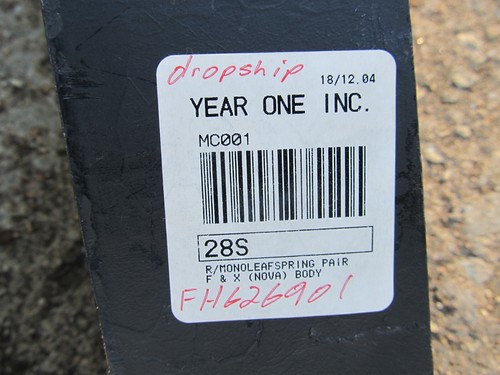 dropship
18/12.04
YEAR ONE INC.
MC001
28S
R/MONOLEAFSPRING PAIR
F & X (NOVA) BODY
FH626901